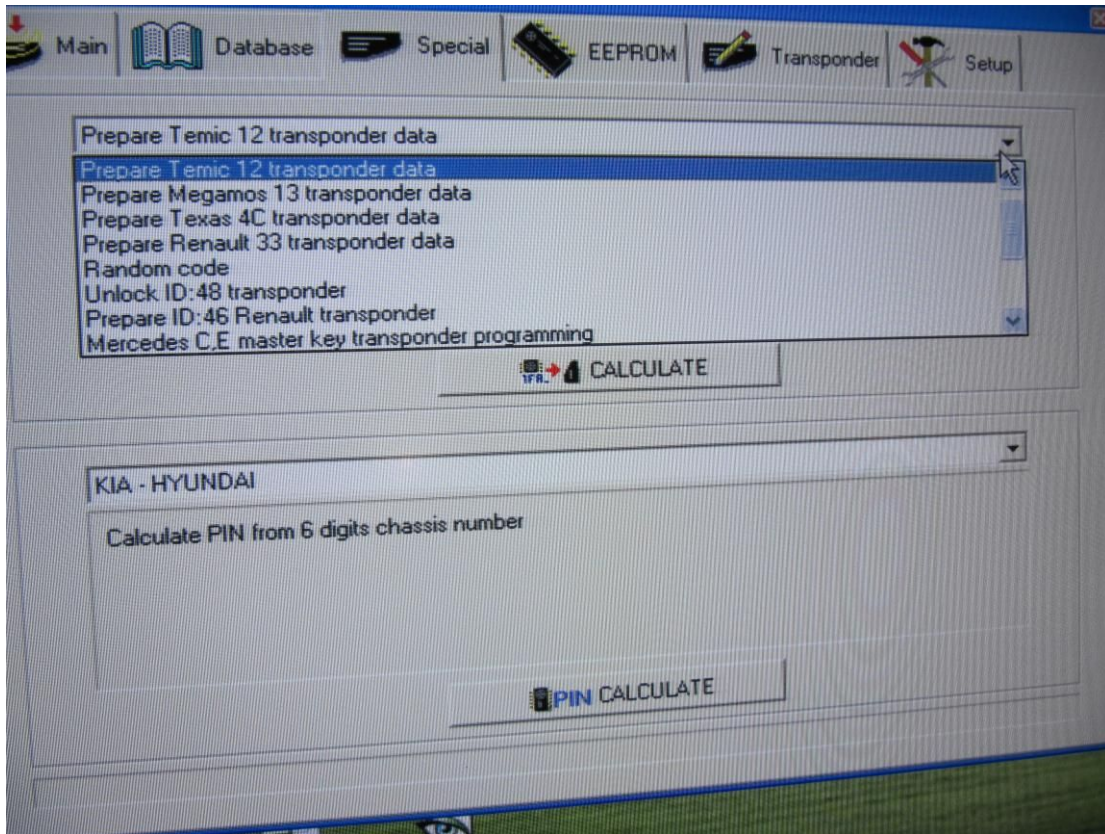 Main Database Special EEPROM Transponder Setup
Prepare Temic 12 transponder data
Prepare Temic 12 transponder data
Prepare Megamos 13 transponder data
Prepare Texas 4C transponder data
Prepare Renault 33 transponder data
Random code
Unlock ID:48 transponder
Prepare ID:46 Renault transponder
Mercedes C,E master key transponder programming
CALCULATE
KIA - HYUNDAI
Calculate PIN from 6 digits chassis number
PIN CALCULATE